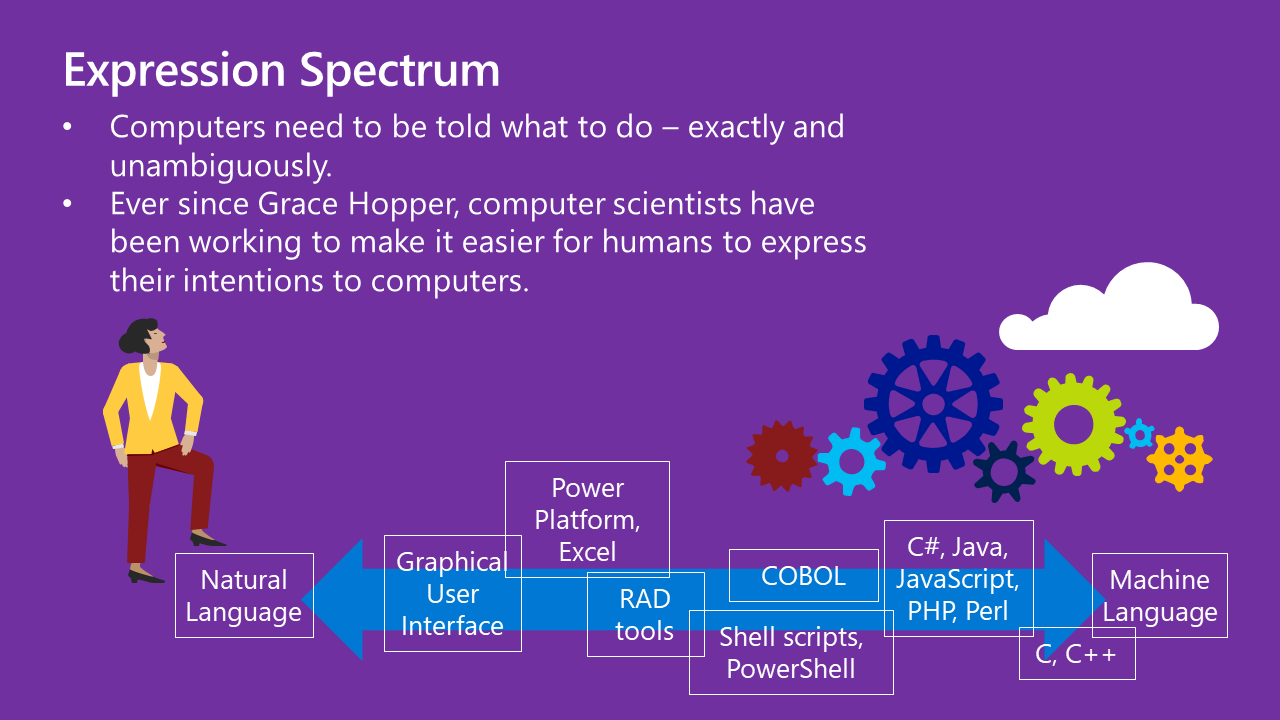 Expression Spectrum
• Computers need to be told what to do – exactly and
unambiguously.
• Ever since Grace Hopper, computer scientists have
been working to make it easier for humans to express
their intentions to computers.
Natural
Language
Graphical
User
Interface
Power
Platform,
Excel
RAD
tools
COBOL
Shell scripts,
PowerShell
C#, Java,
JavaScript,
PHP, Perl
C, C++
Machine
Language